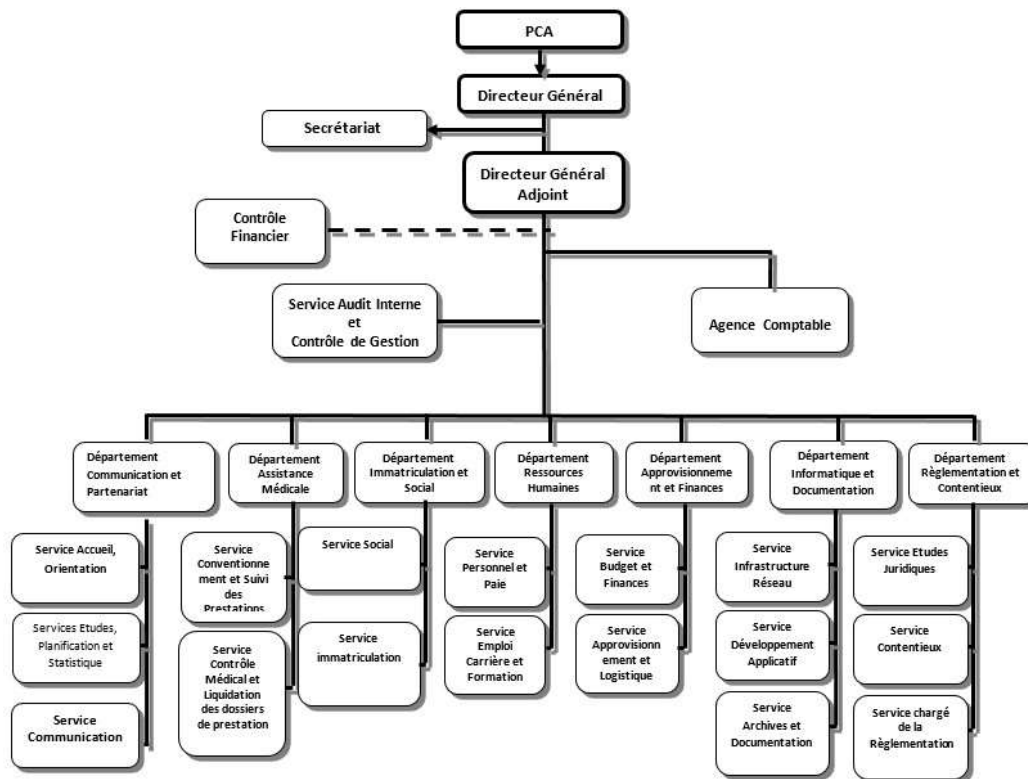 PCA
Directeur Général
Secrétariat
Directeur Général
Adjoint
Contrôle
Financier
Service Audit Interne
et
Contrôle de Gestion
Agence Comptable
Département
Communication et
Partenariat
Département
Assistance
Médicale
Département
Immatriculation et
Social
Département
Ressources
Humaines
Département
Approvisionneme
nt et Finances
Département
Informatique et
Documentation
Département
Règlementation et
Contentieux
Service Accueil,
Orientation
Services Etudes,
Planification et
Statistique
Service
Communication
Service
Conventionne
ment et Suivi
des
Prestations
Service
Contrôle
Médical et
Liquidation
des dossiers
de prestation
Service Social
Service
immatriculation
Service
Personnel et
Paie
Service
Emploi
Carrière et
Formation
Service
Budget et
Finances
Service
Approvisionn
ement et
Logistique
Service
Infrastructure
Réseau
Service
Développement
Applicatif
Service
Archives et
Documentation
Service Etudes
Juridiques
Service
Contentieux
Service chargé
de la
Règlementation